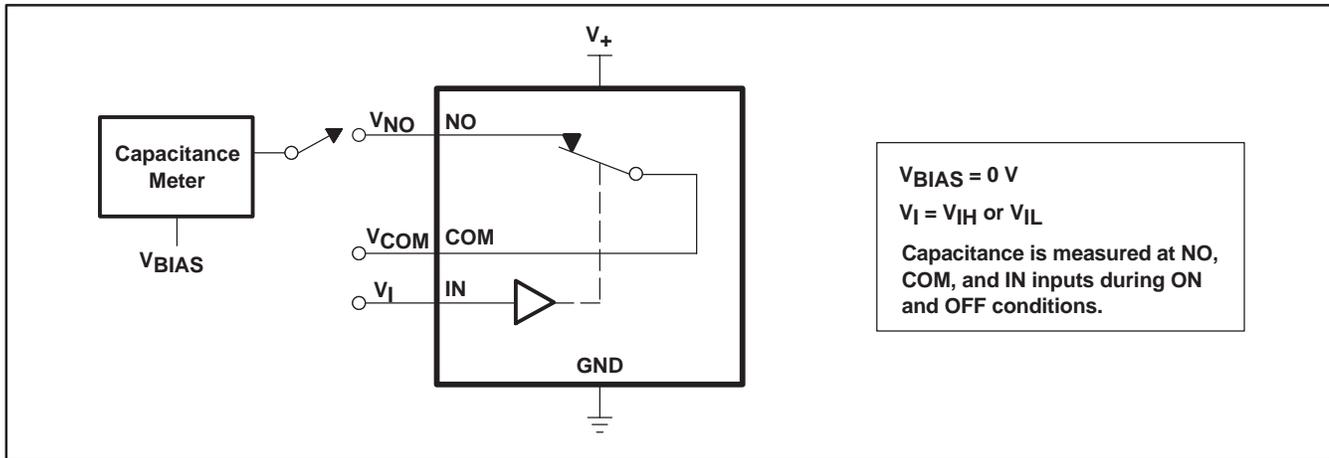 V+
VNO
NO
Capacitance
Meter
VCOM
COM
VBIAS
VI
IN
GND
VBIAS = 0 V
VI = VIH or VIL
Capacitance is measured at NO,
COM, and IN inputs during ON
and OFF conditions.